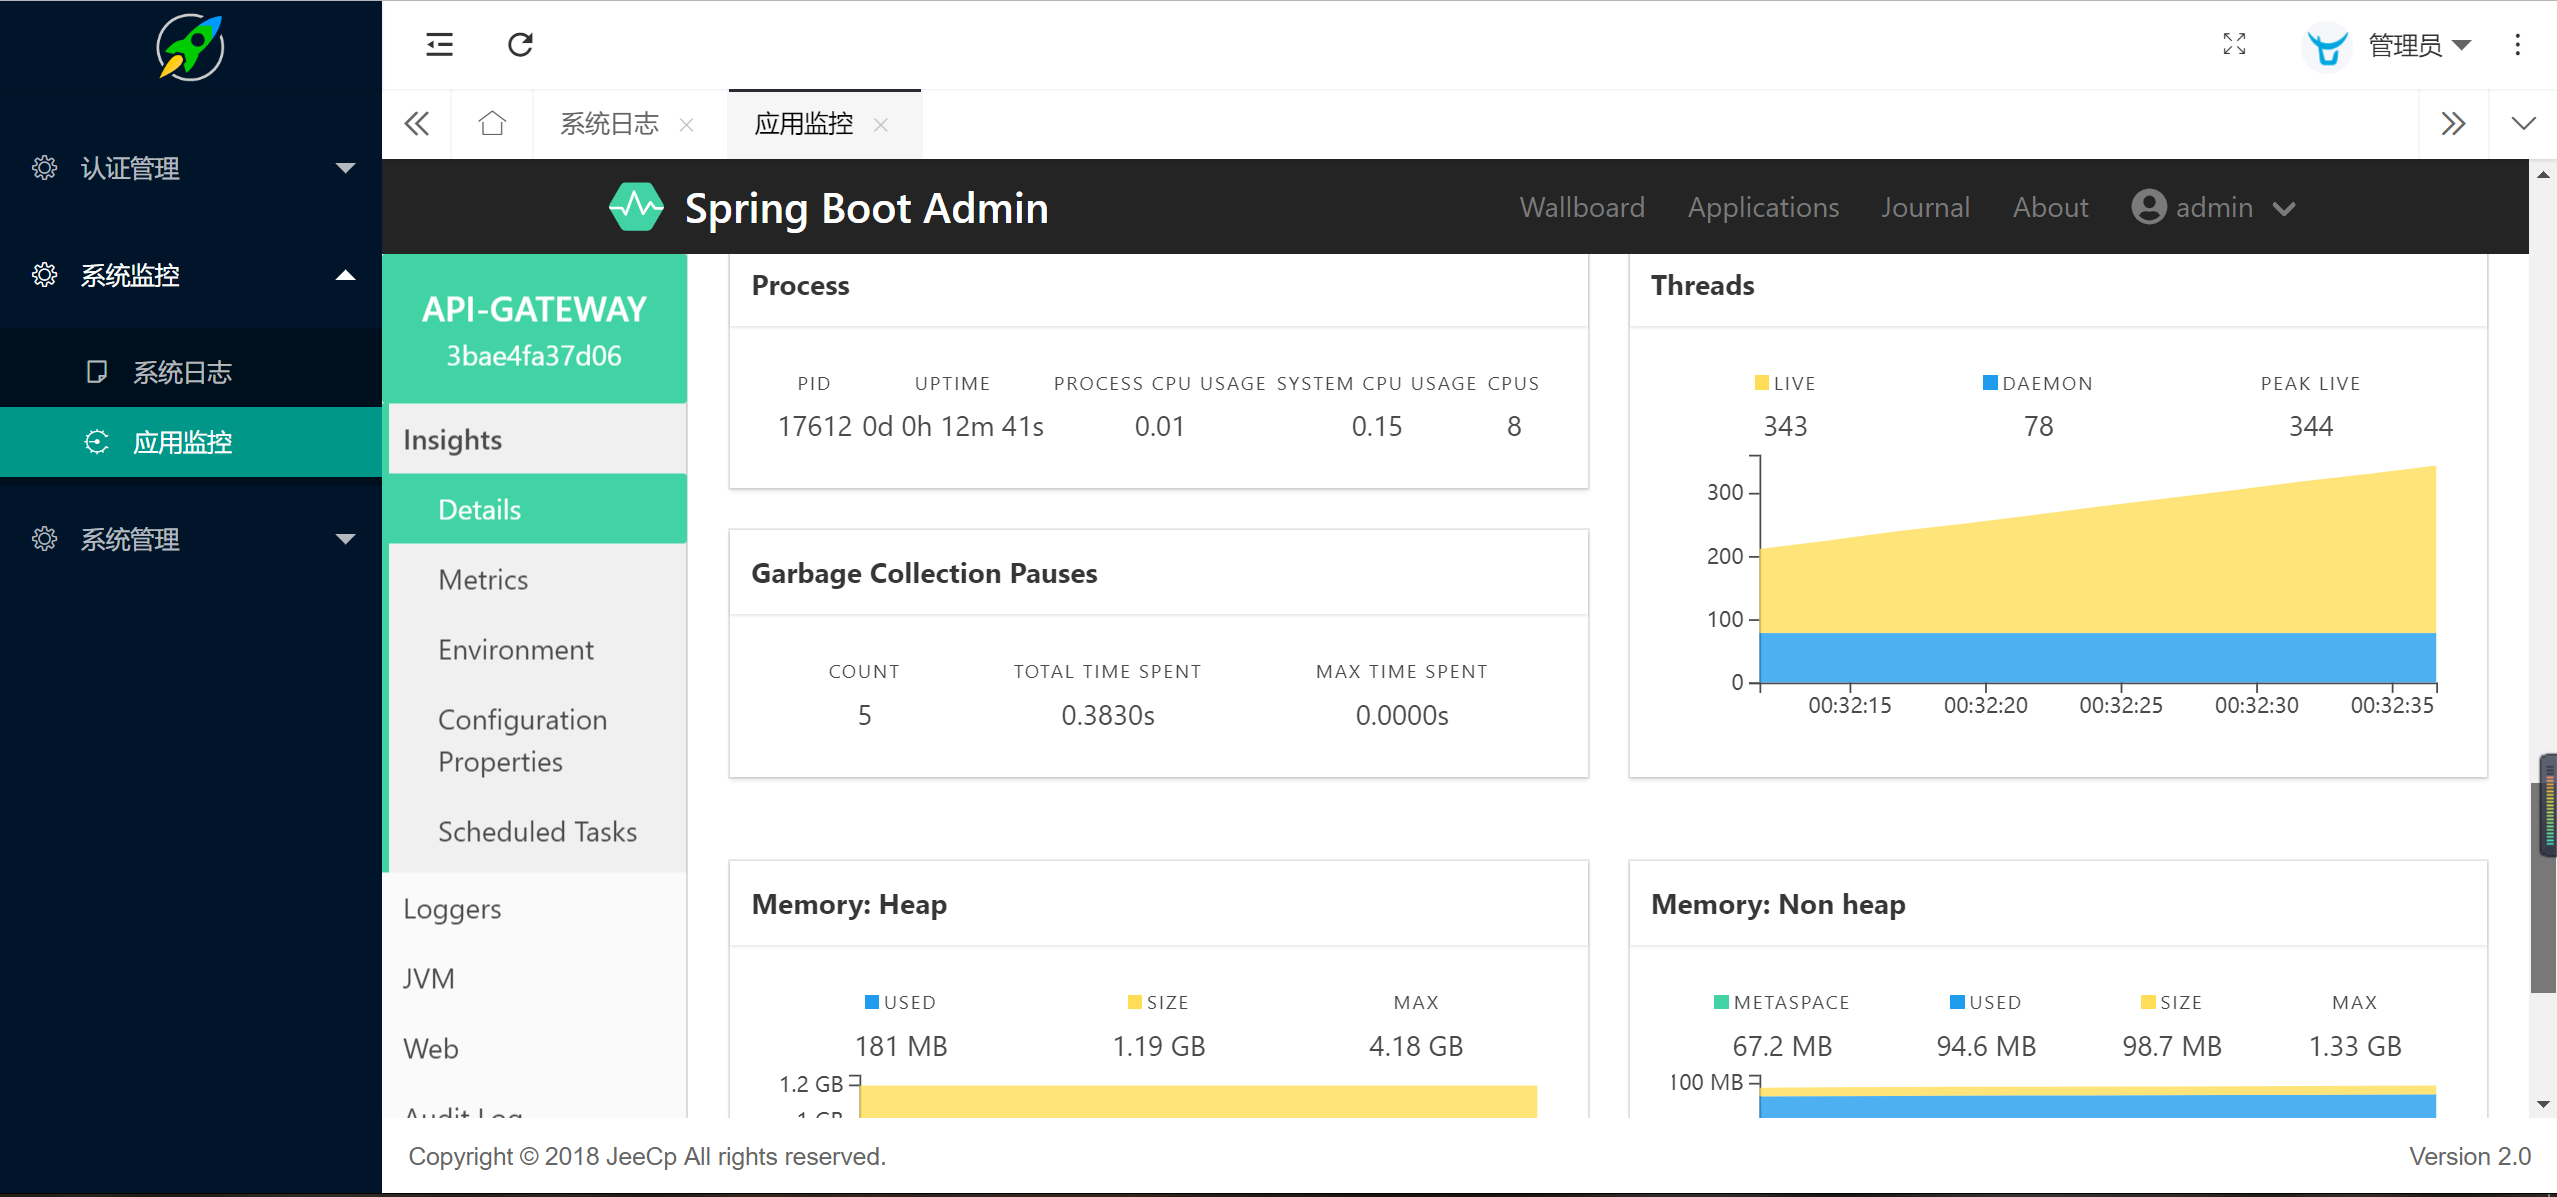 管理员
系统日志
应用监控
认证管理
系统监控
系统日志
应用监控
系统管理
Spring Boot Admin
Wallboard
Applications
Journal
About
admin
API-GATEWAY
3bae4fa37d06
Insights
Details
Metrics
Environment
Configuration
Properties
Scheduled Tasks
Loggers
JVM
Web
Audit Log
Process
PID UPTIME PROCESS CPU USAGE SYSTEM CPU USAGE CPUS
17612 0d 0h 12m 41s 0.01 0.15 8
Garbage Collection Pauses
COUNT TOTAL TIME SPENT MAX TIME SPENT
5 0.3830s 0.0000s
Threads
LIVE DAEMON PEAK LIVE
343 78 344
300
200
100
0
00:32:15 00:32:20 00:32:25 00:32:30 00:32:35
Memory: Heap
USED SIZE MAX
181 MB 1.19 GB 4.18 GB
1.2 GB
1 GB
Memory: Non heap
METASPACE USED SIZE MAX
67.2 MB 94.6 MB 98.7 MB 1.33 GB
100 MB
Copyright © 2018 JeeCp All rights reserved.
Version 2.0